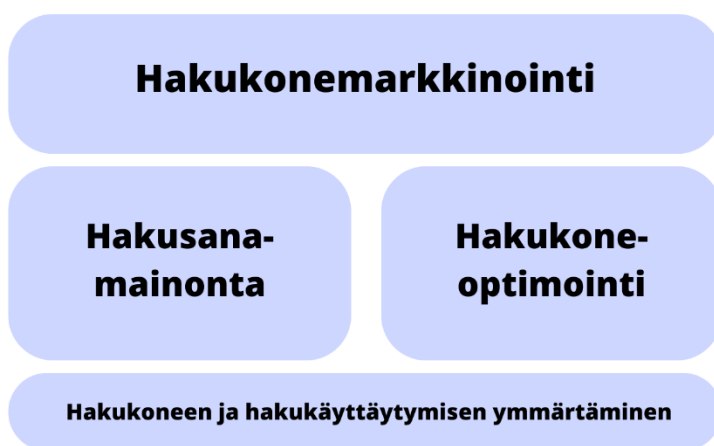 Hakukonemarkkinointi
Hakusana-
mainonta
Hakukone-
optimointi
Hakukoneen ja hakukäyttäytymisen ymmärtäminen